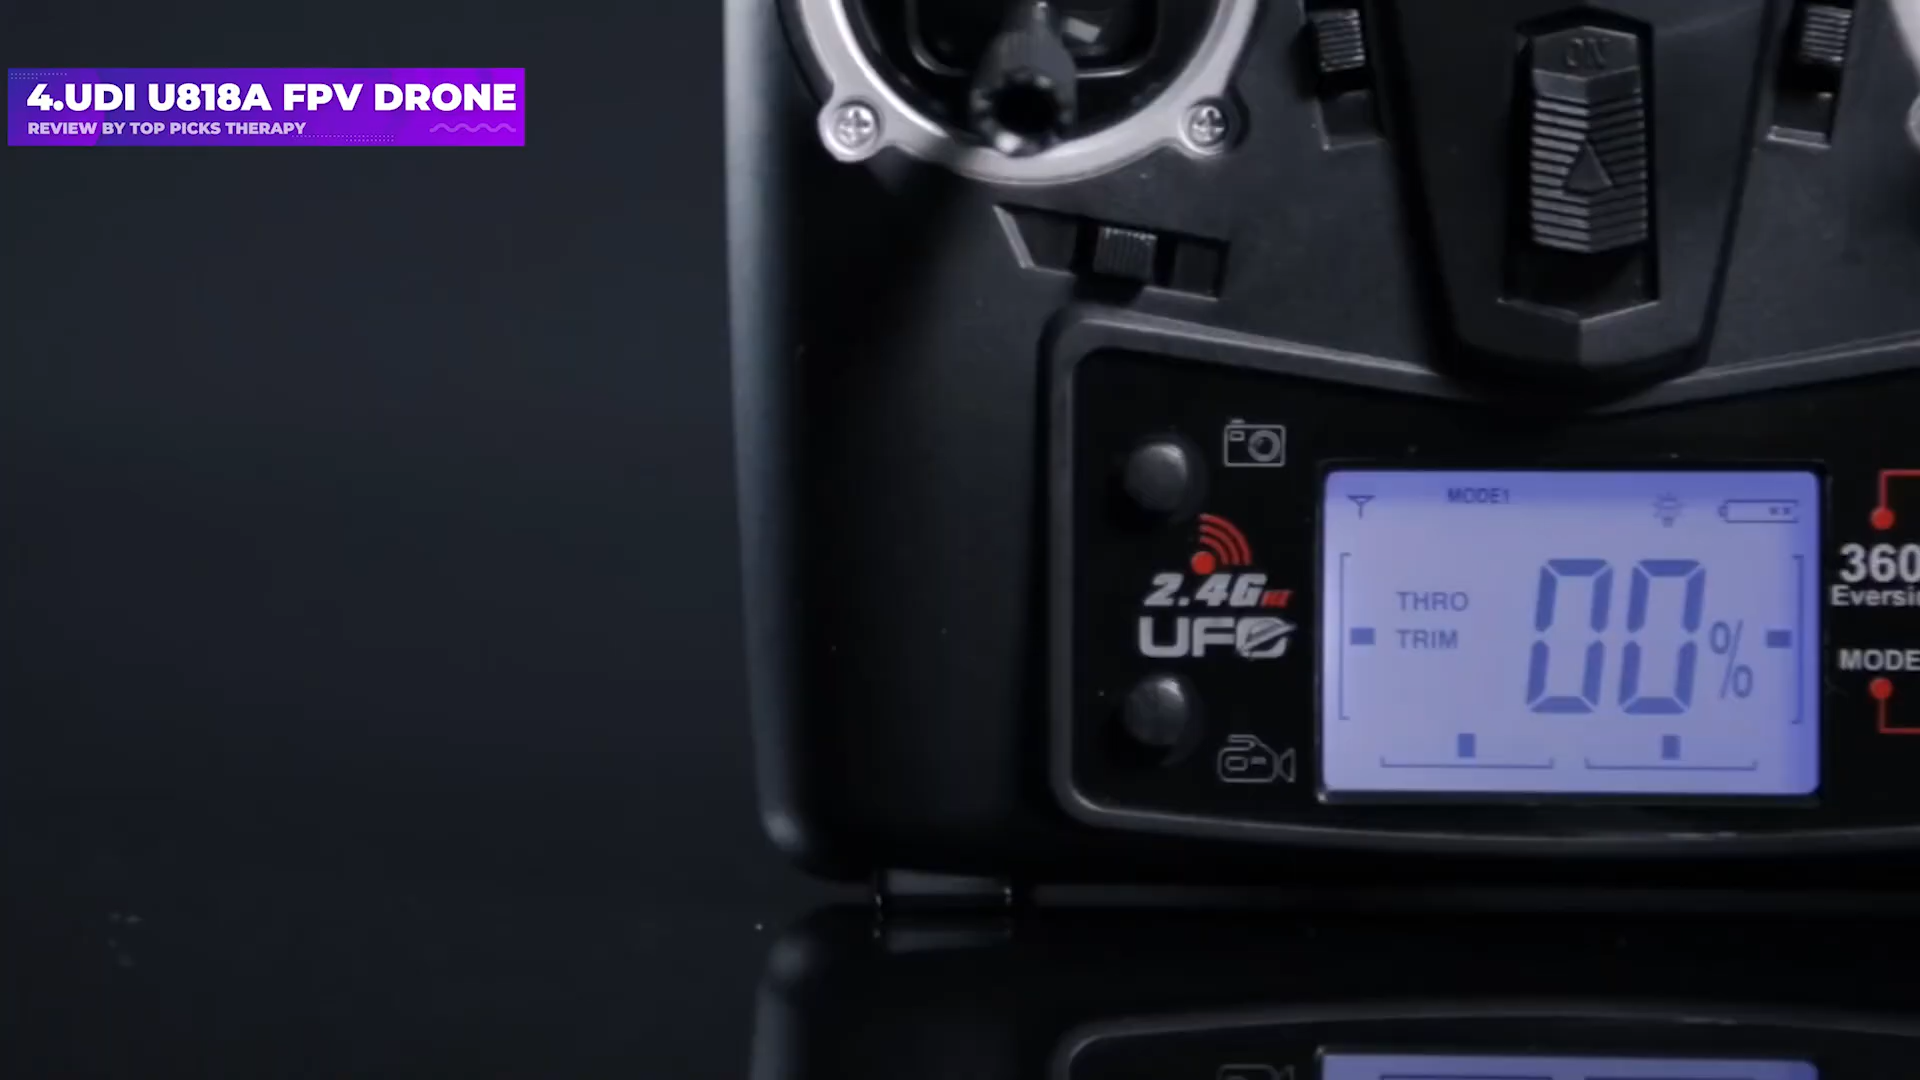 4.UDI U818A FPV DRONE
REVIEW BY TOP PICKS THERAPY
ON
MODE1
2.4GHZ
UFO
THRO
TRIM
00%
360
MODE